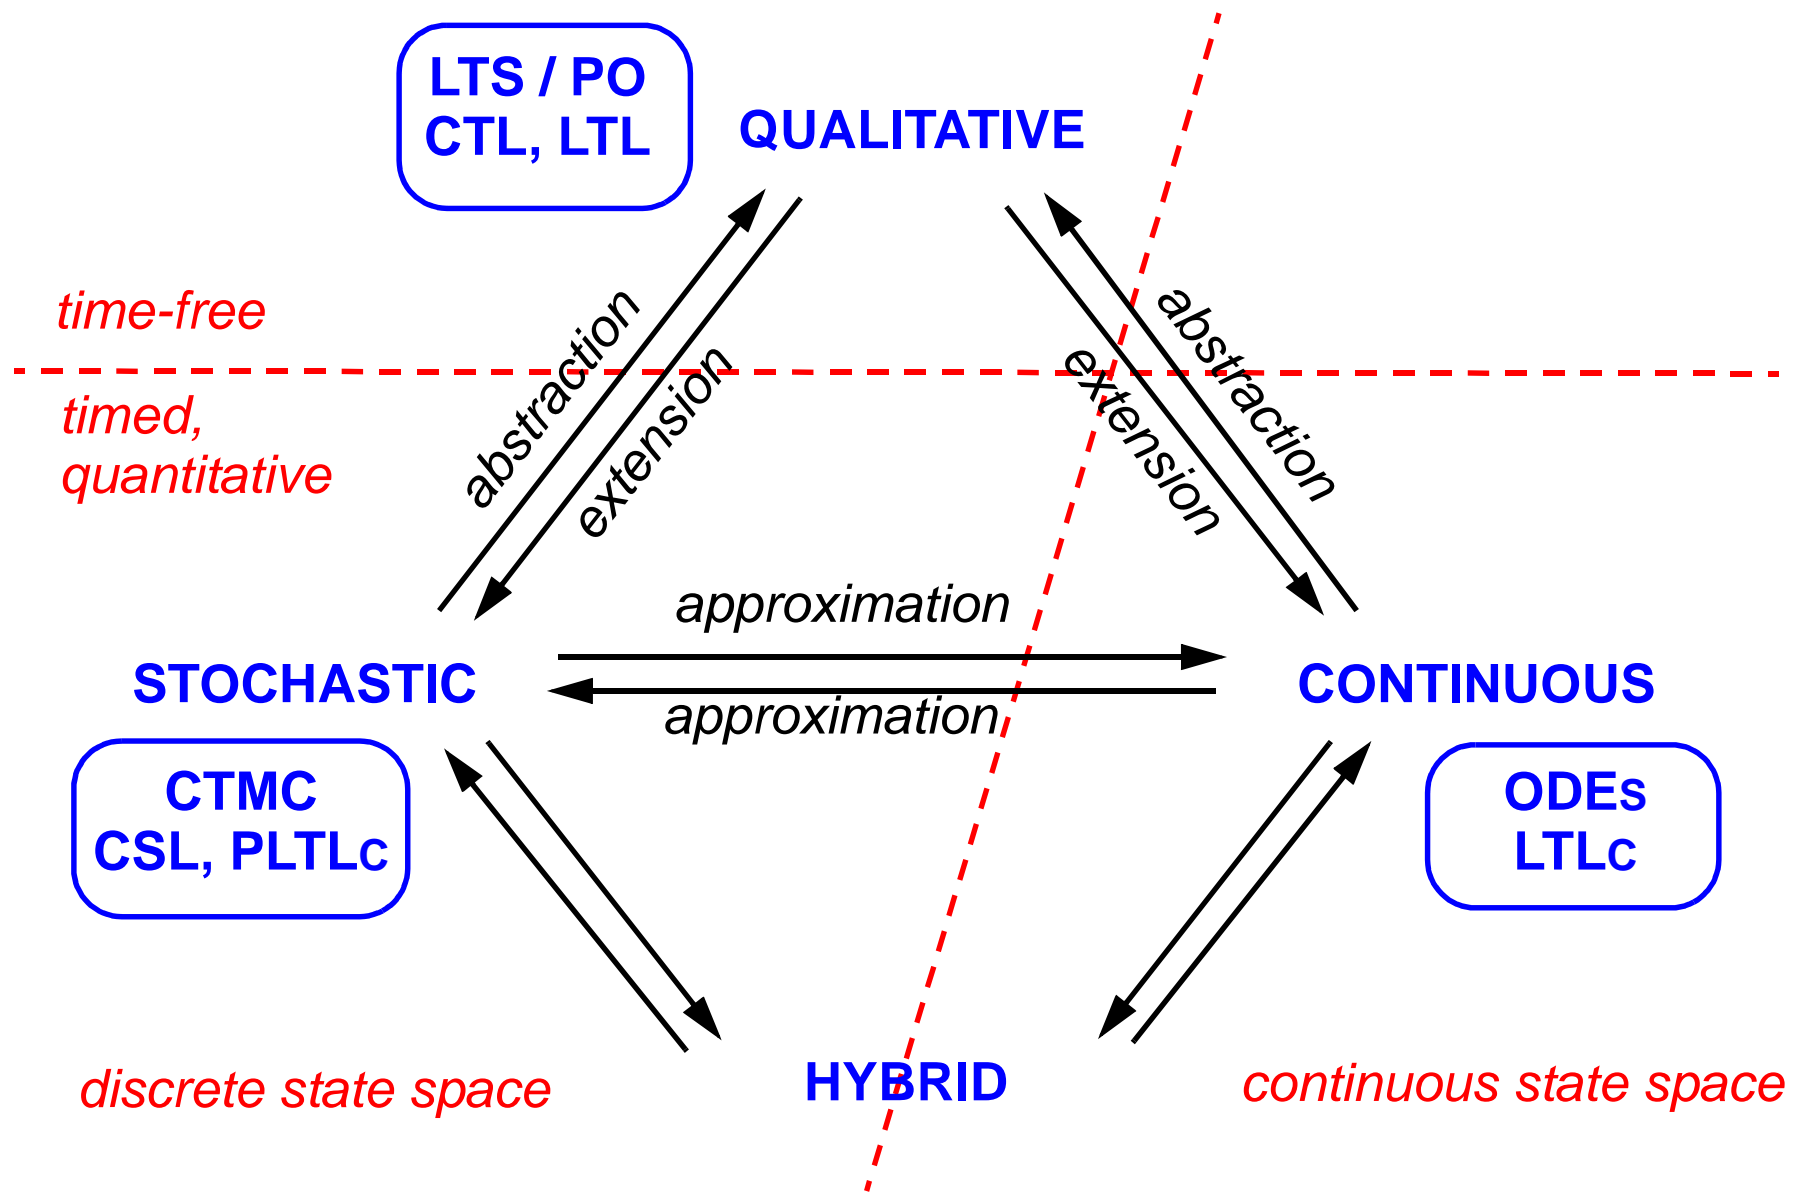 LTS / PO
CTL, LTL
QUALITATIVE
time-free
timed,
quantitative
abstraction
extension
extension
abstraction
approximation
approximation
STOCHASTIC
CONTINUOUS
CTMC
CSL, PLTLC
ODES
LTLC
HYBRID
discrete state space
continuous state space